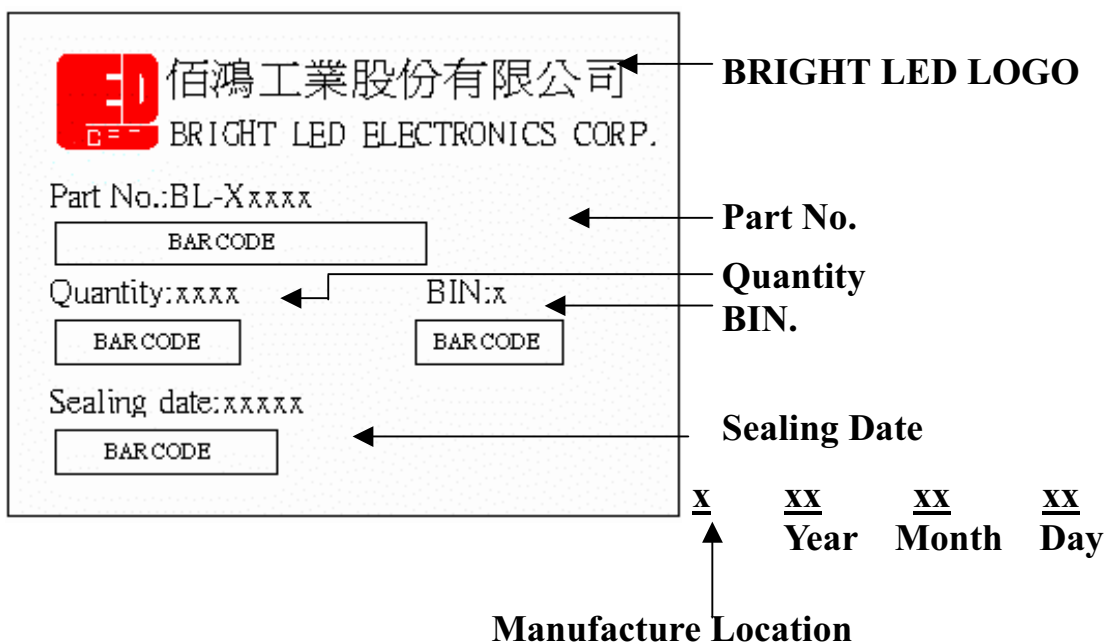 佰鴻工業股份有限公司
BRIGHT LED ELECTRONICS CORP.
BRIGHT LED LOGO
Part No.:BL-Xxxxx
Part No.
BARCODE
Quantity:xxxx
BIN:x
Quantity
BIN.
BARCODE
BARCODE
Sealing date:xxxxx
Sealing Date
BARCODE
x xx xx xx
Year Month Day
Manufacture Location